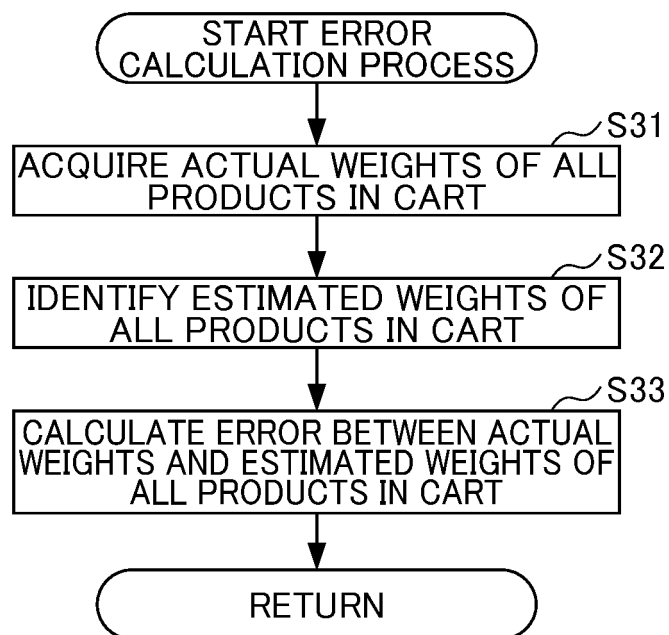 START ERROR
CALCULATION PROCESS
S31
ACQUIRE ACTUAL WEIGHTS OF ALL
PRODUCTS IN CART
S32
IDENTIFY ESTIMATED WEIGHTS OF
ALL PRODUCTS IN CART
S33
CALCULATE ERROR BETWEEN ACTUAL
WEIGHTS AND ESTIMATED WEIGHTS OF
ALL PRODUCTS IN CART
RETURN